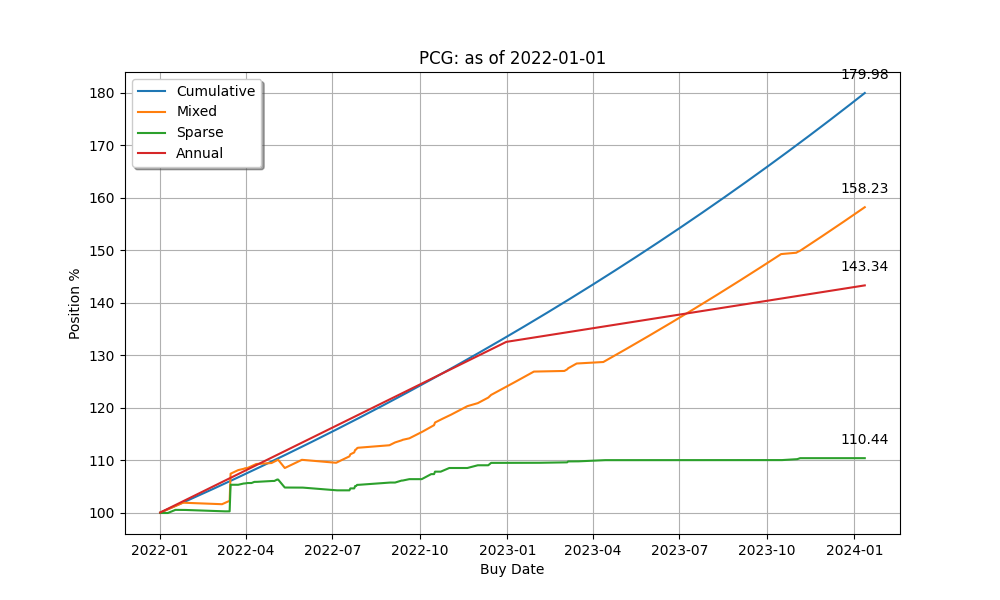 PCG: as of 2022-01-01
Cumulative
Mixed
Sparse
Annual
179.98
158.23
143.34
110.44
180
170
160
150
140
130
120
110
100
Position %
2022-01 2022-04 2022-07 2022-10 2023-01 2023-04 2023-07 2023-10 2024-01
Buy Date